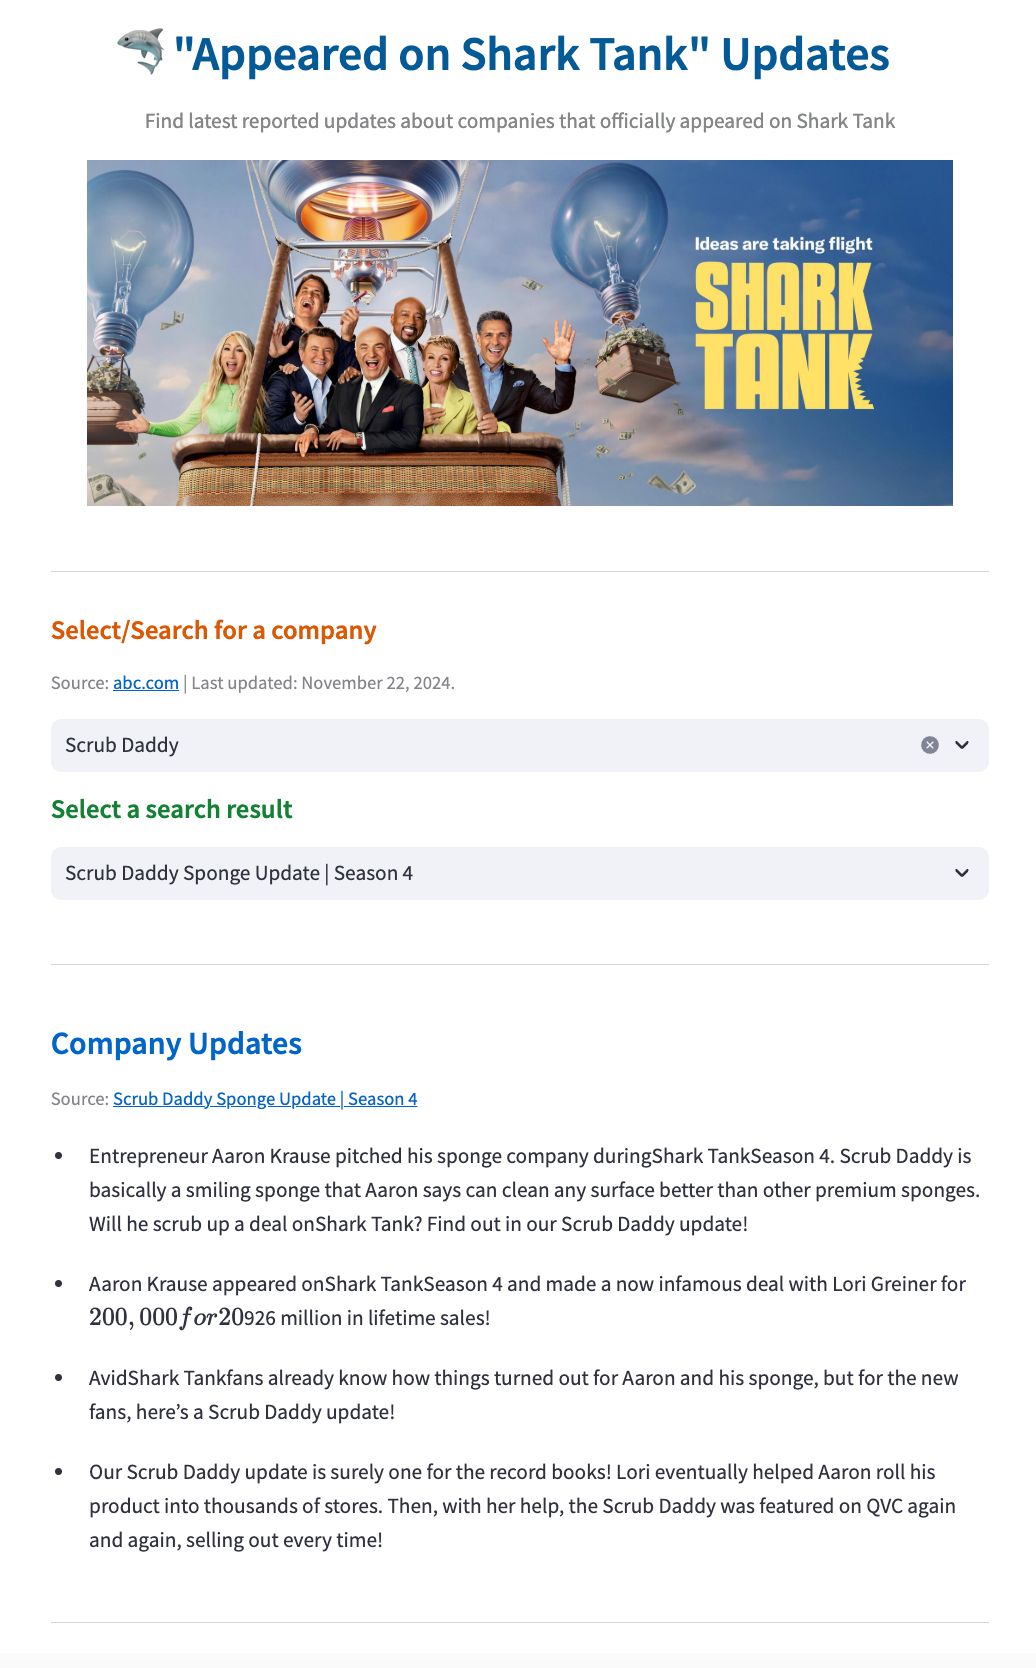 "Appeared on Shark Tank" Updates
Find latest reported updates about companies that officially appeared on Shark Tank
Ideas are taking flight
SHARK
TANK
Select/Search for a company
Source: abc.com | Last updated: November 22, 2024.
Scrub Daddy
Select a search result
Scrub Daddy Sponge Update | Season 4
Company Updates
Source: Scrub Daddy Sponge Update | Season 4
• Entrepreneur Aaron Krause pitched his sponge company duringShark TankSeason 4. Scrub Daddy is
basically a smiling sponge that Aaron says can clean any surface better than other premium sponges.
Will he scrub up a deal onShark Tank? Find out in our Scrub Daddy update!
• Aaron Krause appeared onShark TankSeason 4 and made a now infamous deal with Lori Greiner for
200,000for20926 million in lifetime sales!
• AvidShark Tankfans already know how things turned out for Aaron and his sponge, but for the new
fans, here’s a Scrub Daddy update!
• Our Scrub Daddy update is surely one for the record books! Lori eventually helped Aaron roll his
product into thousands of stores. Then, with her help, the Scrub Daddy was featured on QVC again
and again, selling out every time!